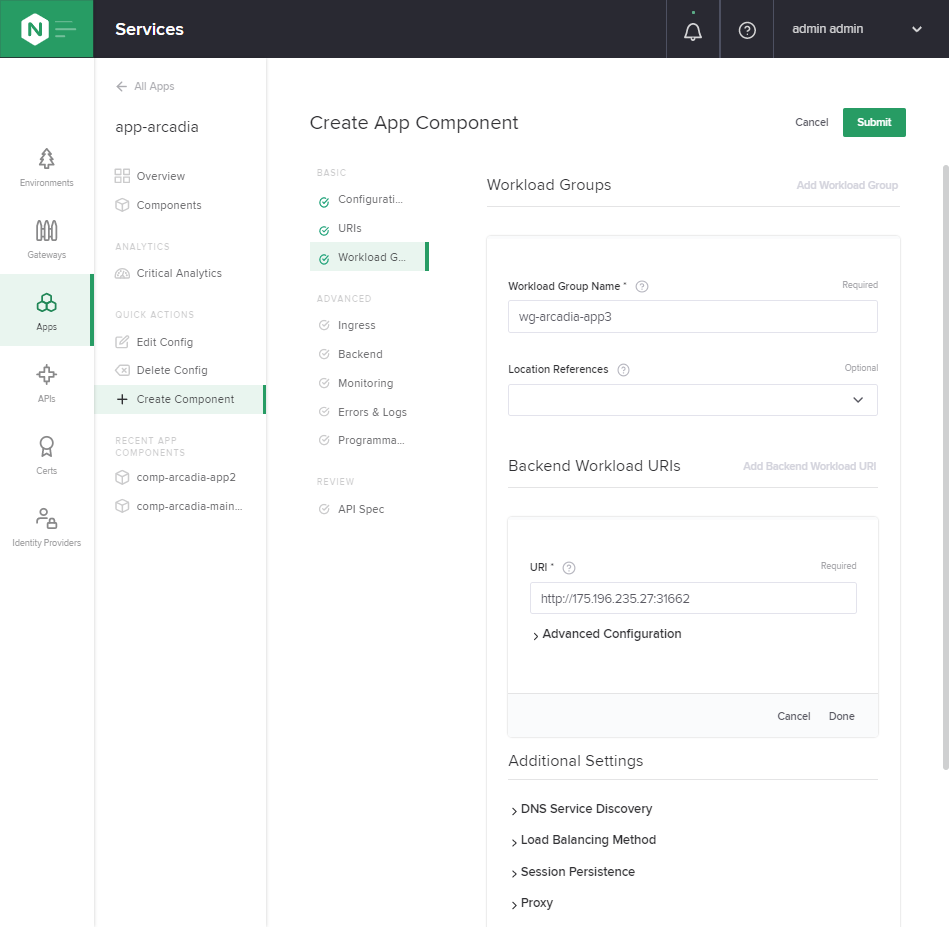 N
Services
admin admin
Environments
Gateways
Apps
APIs
Certs
Identity Providers
All Apps
app-arcadia
Overview
Components
ANALYTICS
Critical Analytics
QUICK ACTIONS
Edit Config
Delete Config
Create Component
RECENT APP
COMPONENTS
comp-arcadia-app2
comp-arcadia-main...
Create App Component
Cancel
Submit
BASIC
Configurati...
URIs
Workload G...
ADVANCED
Ingress
Backend
Monitoring
Errors & Logs
Programma...
REVIEW
API Spec
Workload Groups
Add Workload Group
Workload Group Name *
Required
wg-arcadia-app3
Location References
Optional
Backend Workload URIs
Add Backend Workload URI
URI *
Required
http://175.196.235.27:31662
Advanced Configuration
Cancel
Done
Additional Settings
DNS Service Discovery
Load Balancing Method
Session Persistence
Proxy